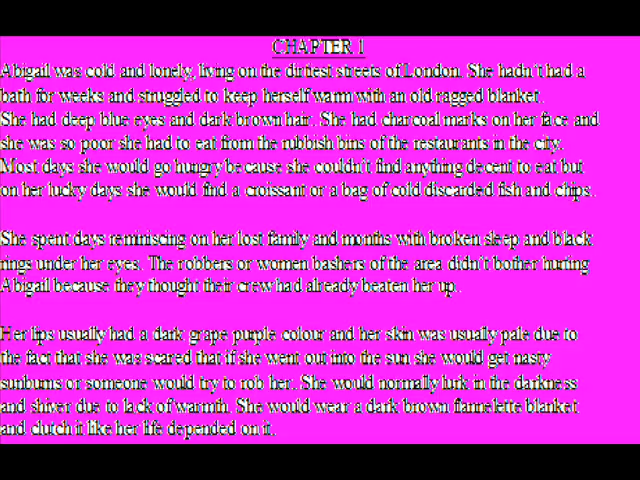 CHAPTER 1
Abigail was cold and lonely, living on the dirtiest streets of London. She hadn't had a
bath for weeks and struggled to keep herself warm with an old ragged blanket.
She had deep blue eyes and dark brown hair. She had charcoal marks on her face and
she was so poor she had to eat from the rubbish bins of the restaurants in the city.
Most days she would go hungry because she couldn't find anything decent to eat but
on her lucky days she would find a croissant or a bag of cold discarded fish and chips.
She spent days reminiscing on her lost family and months with broken sleep and black
rings under her eyes. The robbers or women bashers of the area didn't bother hurting
Abigail because they thought their crew had already beaten her up.
Her lips usually had a dark grape purple colour and her skin was usually pale due to
the fact that she was scared that if she went out into the sun she would get nasty
sunburns or someone would try to rob her. She would normally lurk in the darkness
and shiver due to lack of warmth. She would wear a dark brown flannelette blanket
and clutch it like her life depended on it.